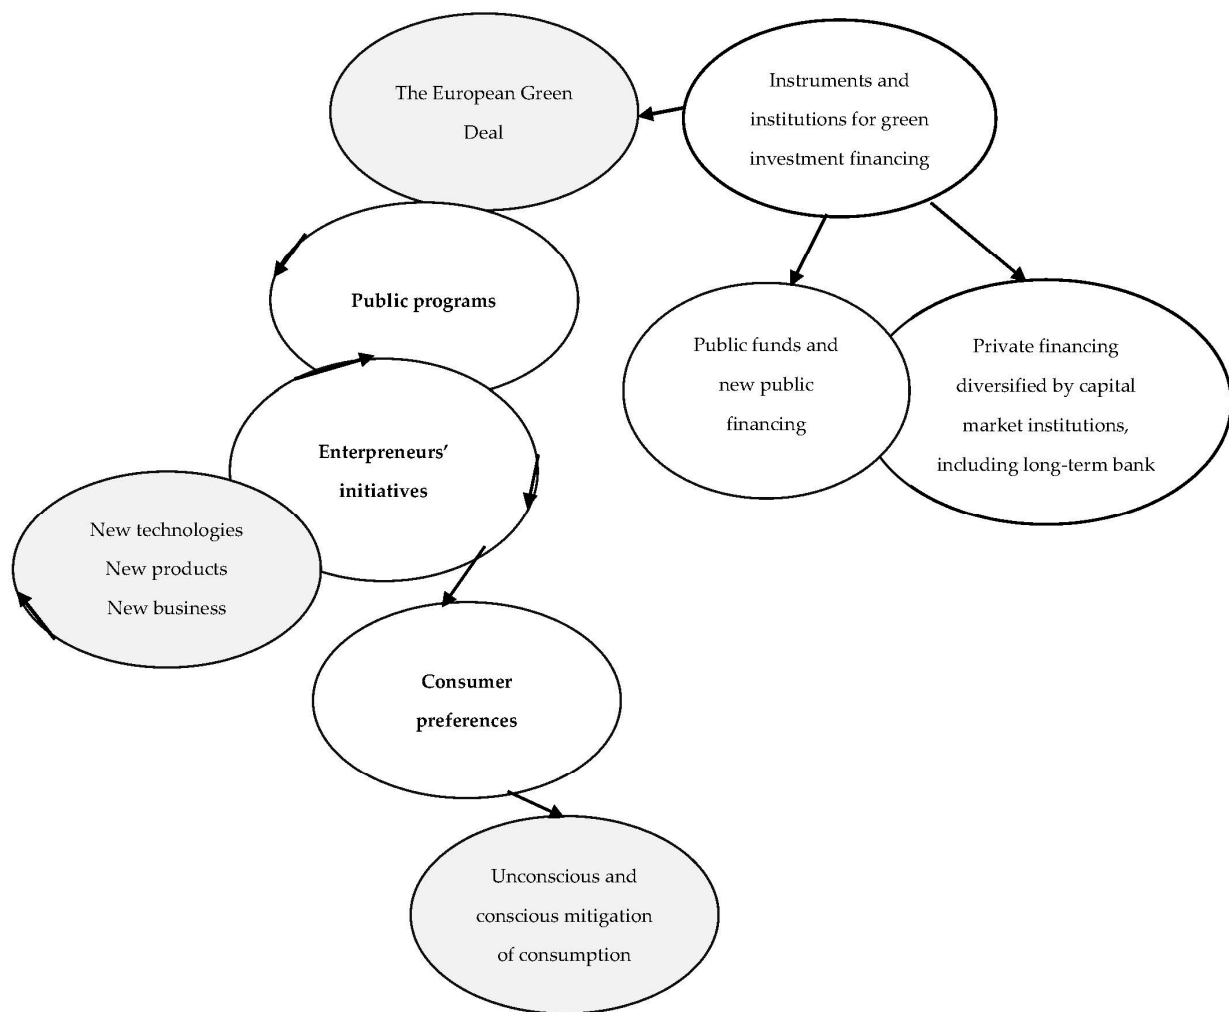 The European Green
Deal
Instruments and
institutions for green
investment financing
Public programs
Public funds and
new public
financing
Private financing
diversified by capital
market institutions,
including long-term bank
Enterpreneurs'
initiatives
New technologies
New products
New business
Consumer
preferences
Unconscious and
conscious mitigation
of consumption